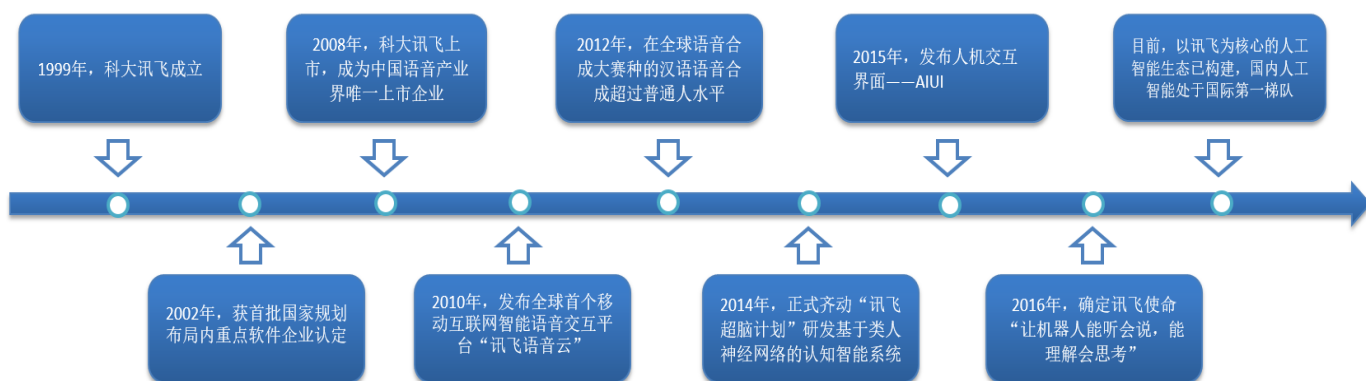 1999年，科大讯飞成立
2008年，科大讯飞上
市，成为中国语音产业
界唯一上市企业
2012年，在全球语音合
成大赛种的汉语语音合
成超过普通人水平
2015年，发布人机交互
界面——AIUI
目前，以讯飞为核心的人工
智能生态已构建，国内人工
智能处于国际第一梯队
2002年，获首批国家规划
布局内重点软件企业认定
2010年，发布全球首个移
动互联网智能语音交互平
台“讯飞语音云”
2014年，正式齐动“讯飞
超脑计划”研发基于类人
神经网络的认知智能系统
2016年，确定讯飞使命
“让机器人能听会说，能
理解会思考”